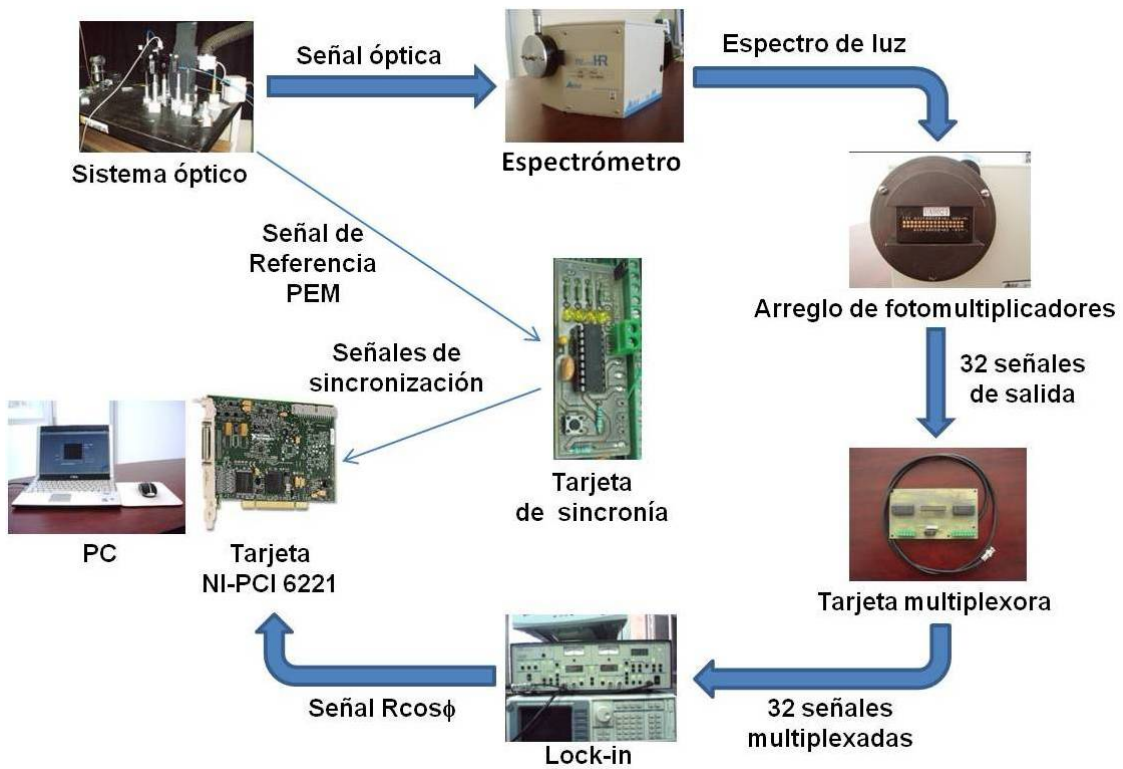 Señal óptica
Espectro de luz
Sistema óptico
Espectrómetro
HR
Señal de
Referencia
PEM
Arreglo de fotomultiplicadores
Señales de
sincronización
32 señales
de salida
Tarjeta
de sincronía
PC
Tarjeta
NI-PCI 6221
Tarjeta multiplexora
Señal Rcosϕ
32 señales
multiplexadas
Lock-in